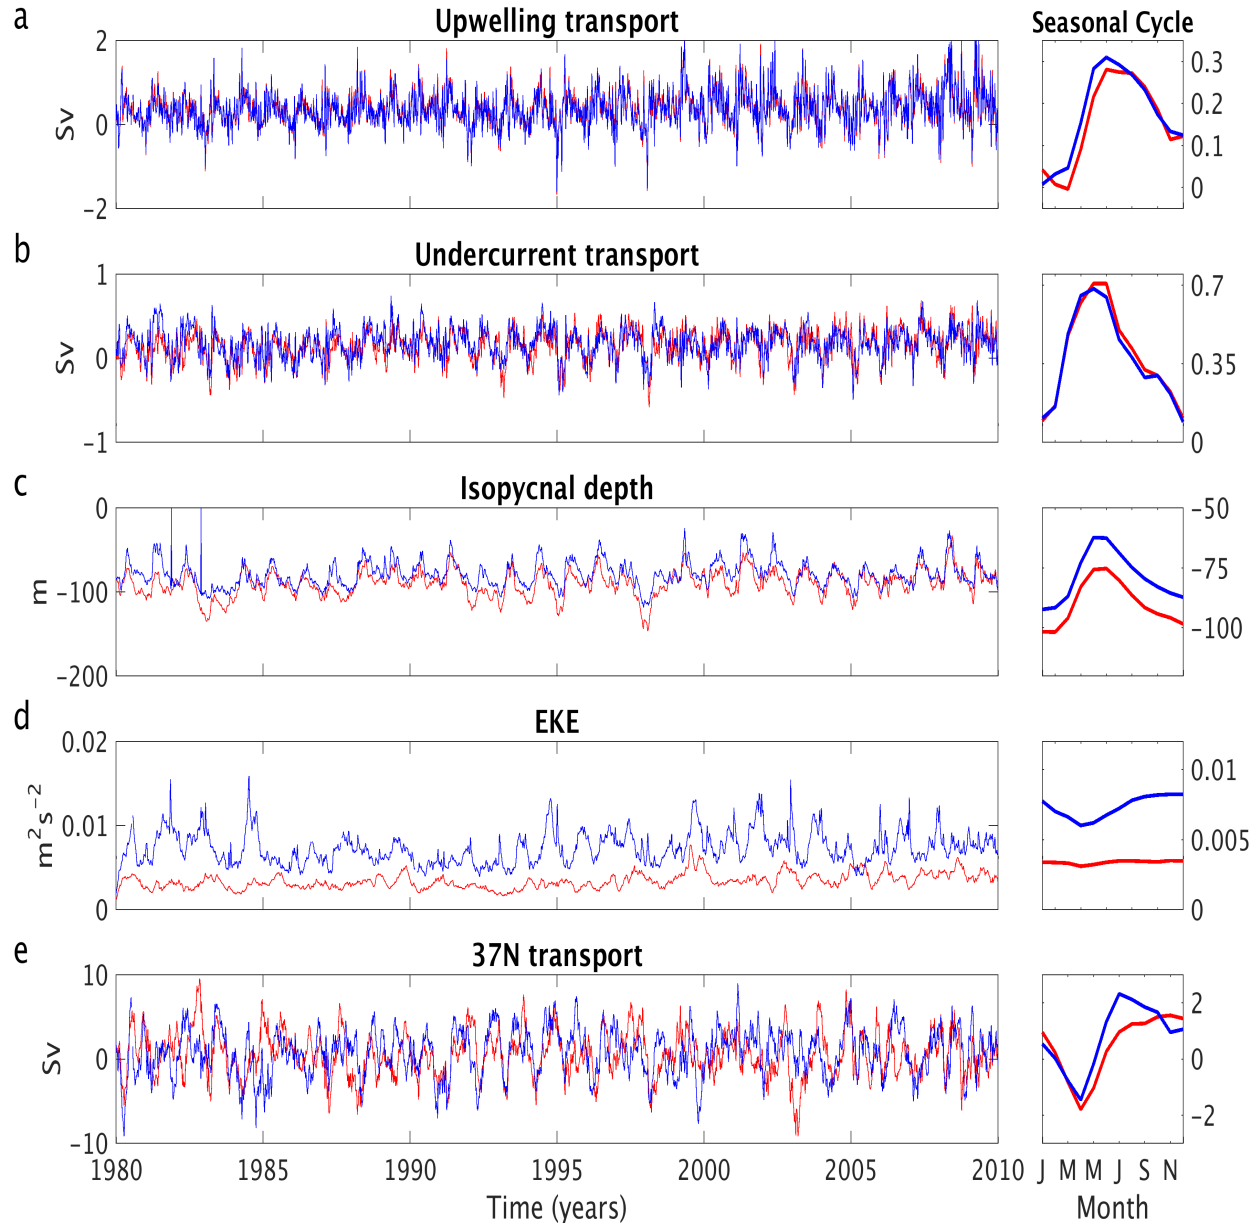 a
Upwelling transport
Seasonal Cycle
2
0
−2
Sv
0.3
0.2
0.1
0
b
Undercurrent transport
1
0
−1
Sv
0.7
0.35
0
c
Isopycnal depth
0
−100
−200
m
−50
−75
−100
d
EKE
0.02
0.01
0
m²s⁻²
0.01
0.005
0
e
37N transport
10
0
−10
Sv
2
0
−2
1980 1985 1990 1995 2000 2005 2010
J M M J S N
Time (years)
Month